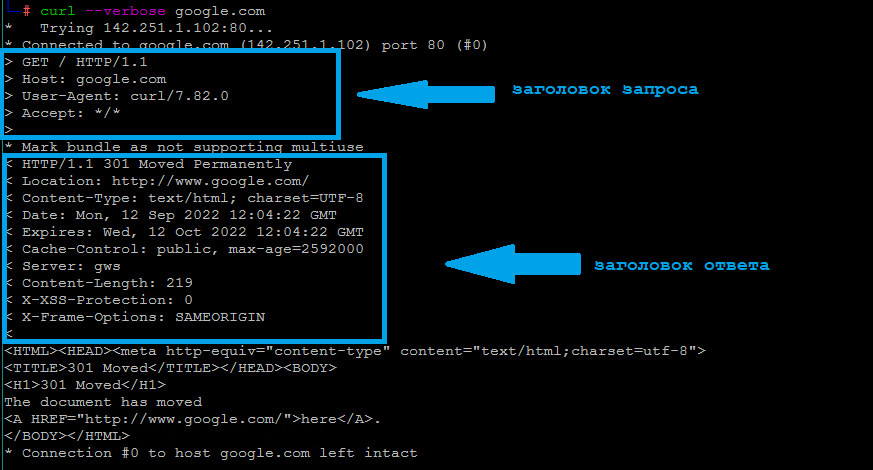 # curl --verbose google.com
*   Trying 142.251.1.102:80...
* Connected to google.com (142.251.1.102) port 80 (#0)
> GET / HTTP/1.1
> Host: google.com
> User-Agent: curl/7.82.0
> Accept: */*
>
заголовок запроса
* Mark bundle as not supporting multiuse
< HTTP/1.1 301 Moved Permanently
< Location: http://www.google.com/
< Content-Type: text/html; charset=UTF-8
< Date: Mon, 12 Sep 2022 12:04:22 GMT
< Expires: Wed, 12 Oct 2022 12:04:22 GMT
< Cache-Control: public, max-age=2592000
< Server: gws
< Content-Length: 219
< X-XSS-Protection: 0
< X-Frame-Options: SAMEORIGIN
<
заголовок ответа
<HTML><HEAD><meta http-equiv="content-type" content="text/html;charset=utf-8">
<TITLE>301 Moved</TITLE></HEAD><BODY>
<H1>301 Moved</H1>
The document has moved
<A HREF="http://www.google.com/">here</A>.
</BODY></HTML>
* Connection #0 to host google.com left intact